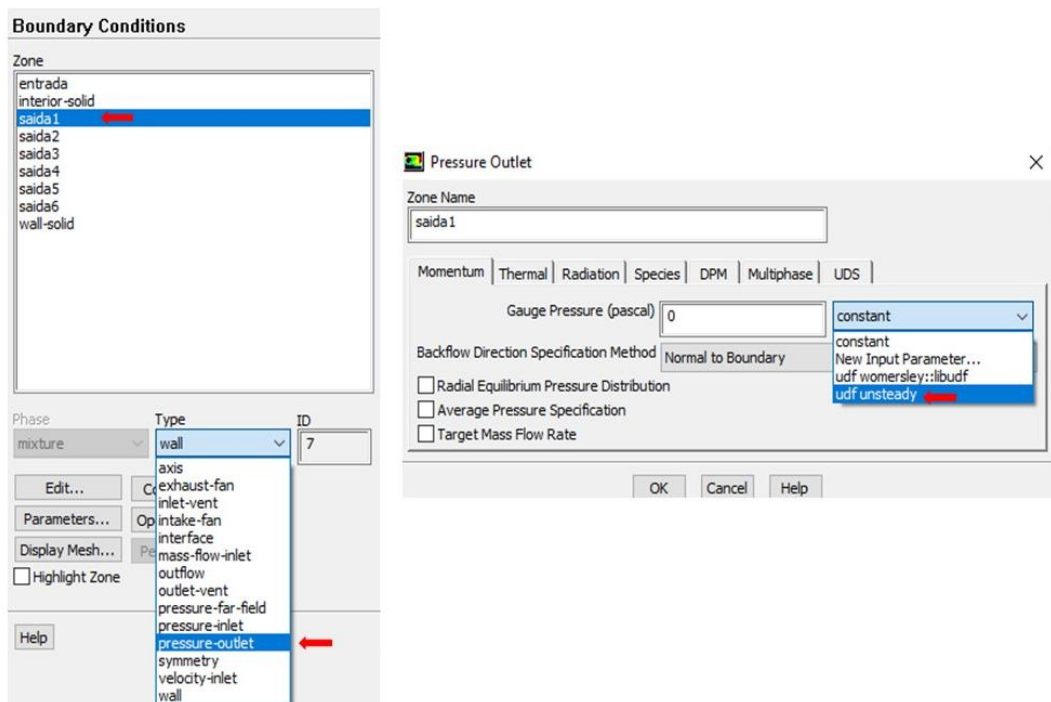 Boundary Conditions
Zone
entrada
interior-solid
saida1
saida2
saida3
saida4
saida5
saida6
wall-solid
Phase Type ID
mixture wall 7
axis
exhaust-fan
inlet-vent
intake-fan
interface
mass-flow-inlet
outflow
outlet-vent
pressure-far-field
pressure-inlet
pressure-outlet
symmetry
velocity-inlet
wall
Edit...
Parameters... Op
Display Mesh... Pe
Highlight Zone
Help
Pressure Outlet
Zone Name
saida1
Momentum Thermal Radiation Species DPM Multiphase UDS
Gauge Pressure (pascal) 0 constant
constant
New Input Parameter...
udf womersley::libudf
udf unsteady
Backflow Direction Specification Method Normal to Boundary
Radial Equilibrium Pressure Distribution
Average Pressure Specification
Target Mass Flow Rate
OK Cancel Help